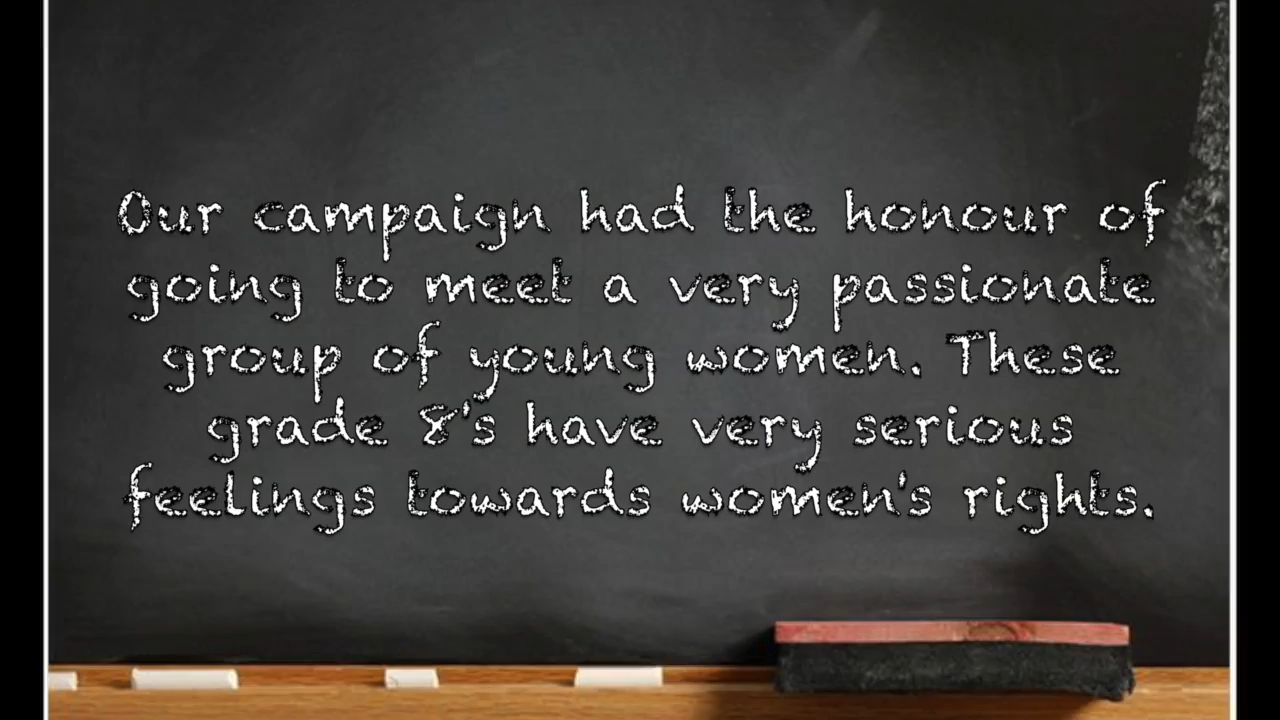 Our campaign had the honour of
going to meet a very passionate
group of young women. These
grade 8's have very serious
feelings towards women's rights.